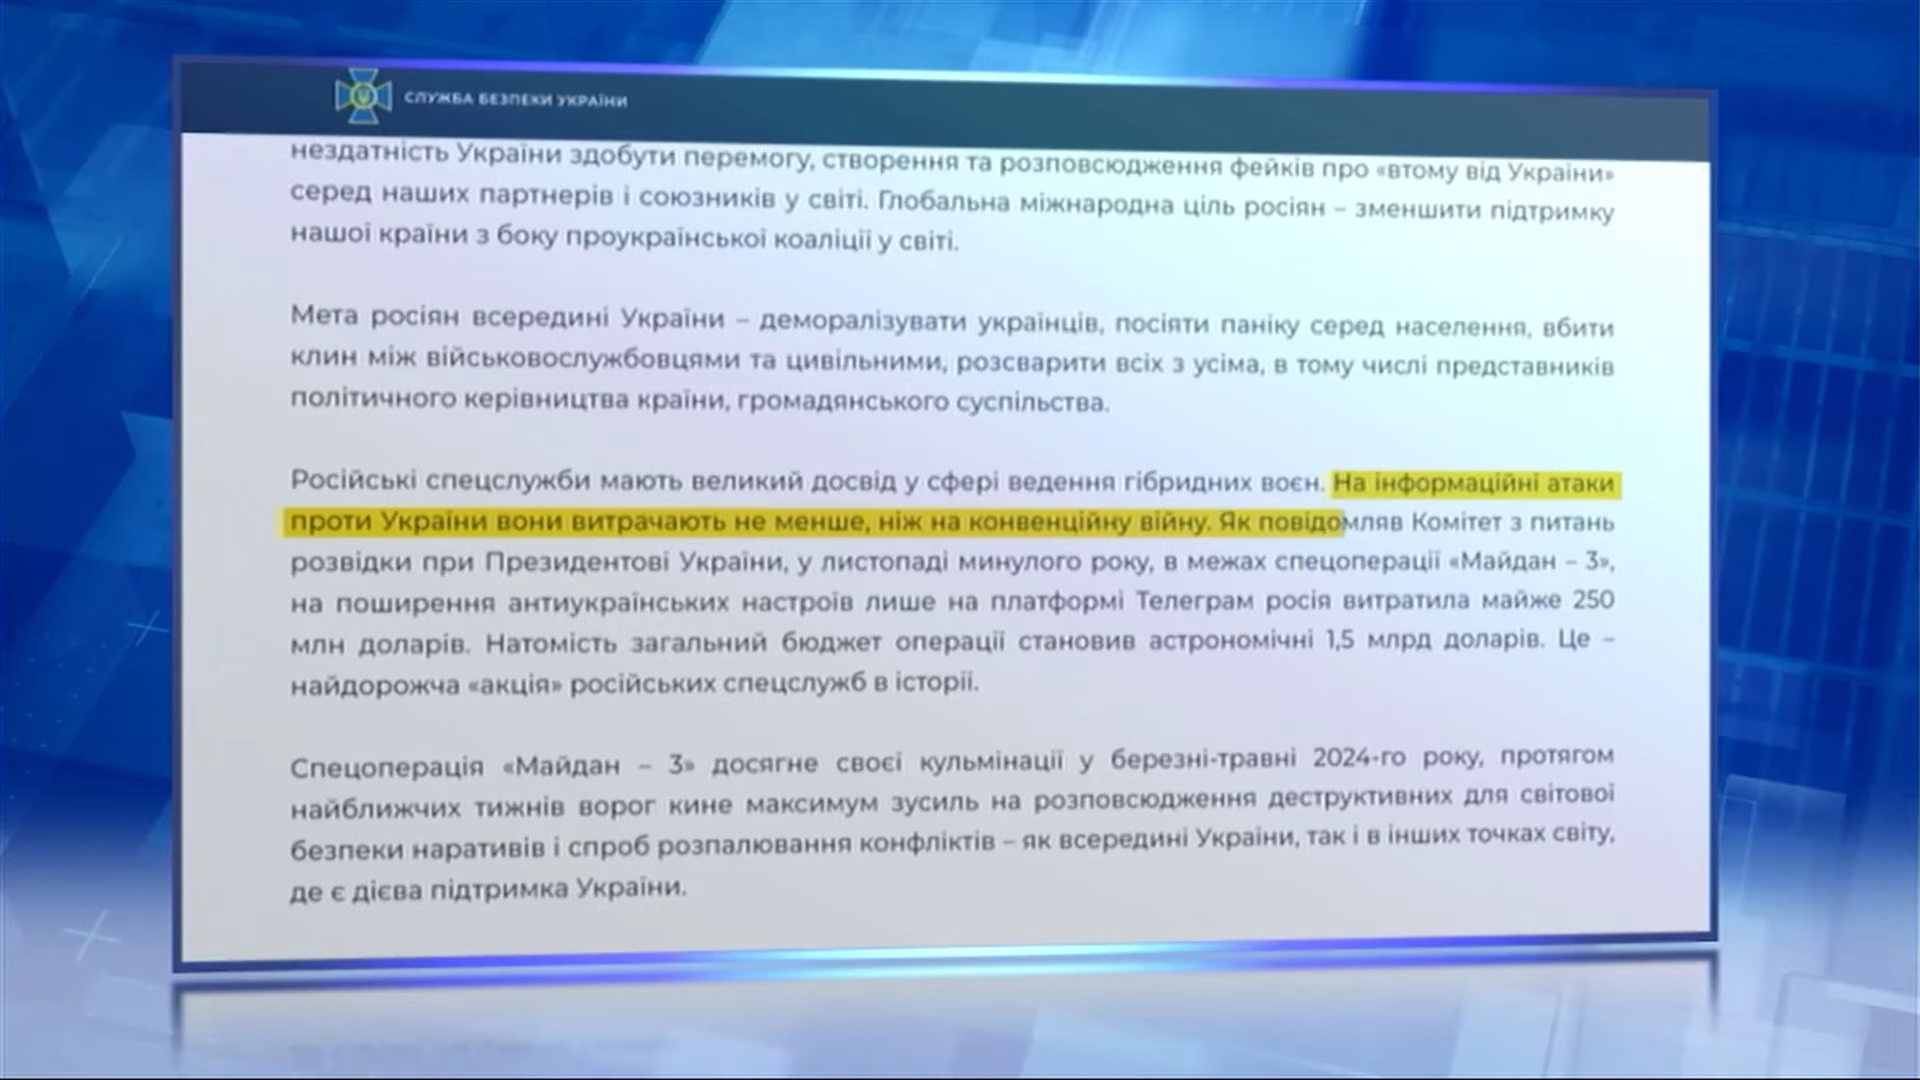 СЛУЖБА БЕЗПЕКИ УКРАЇНИ
нездатність України здобути перемогу, створення та розповсюдження фейків про «втому від України»
серед наших партнерів і союзників у світі. Глобальна міжнародна ціль росіян – зменшити підтримку
нашої країни з боку проукраїнської коаліції у світі.
Мета росіян всередині України – деморалізувати українців, посіяти паніку серед населення, вбити
клин між військовослужбовцями та цивільними, розсварити всіх з усіма, в тому числі представників
політичного керівництва країни, громадянського суспільства.
Російські спецслужби мають великий досвід у сфері ведення гібридних воєн. На інформаційні атаки
проти України вони витрачають не менше, ніж на конвенційну війну. Як повідомляв Комітет з питань
розвідки при Президентові України, у листопаді минулого року, в межах спецоперації «Майдан – 3»,
на поширення антиукраїнських настроїв лише на платформі Телеграм росія витратила майже 250
млн доларів. Натомість загальний бюджет операції становив астрономічні 1,5 млрд доларів. Це –
найдорожча «акція» російських спецслужб в історії.
Спецоперація «Майдан – 3» досягне своєї кульмінації у березні-травні 2024-го року, протягом
найближчих тижнів ворог кине максимум зусиль на розповсюдження деструктивних для світової
безпеки наративів і спроб розпалювання конфліктів – як всередині України, так і в інших точках світу,
де є дієва підтримка України.